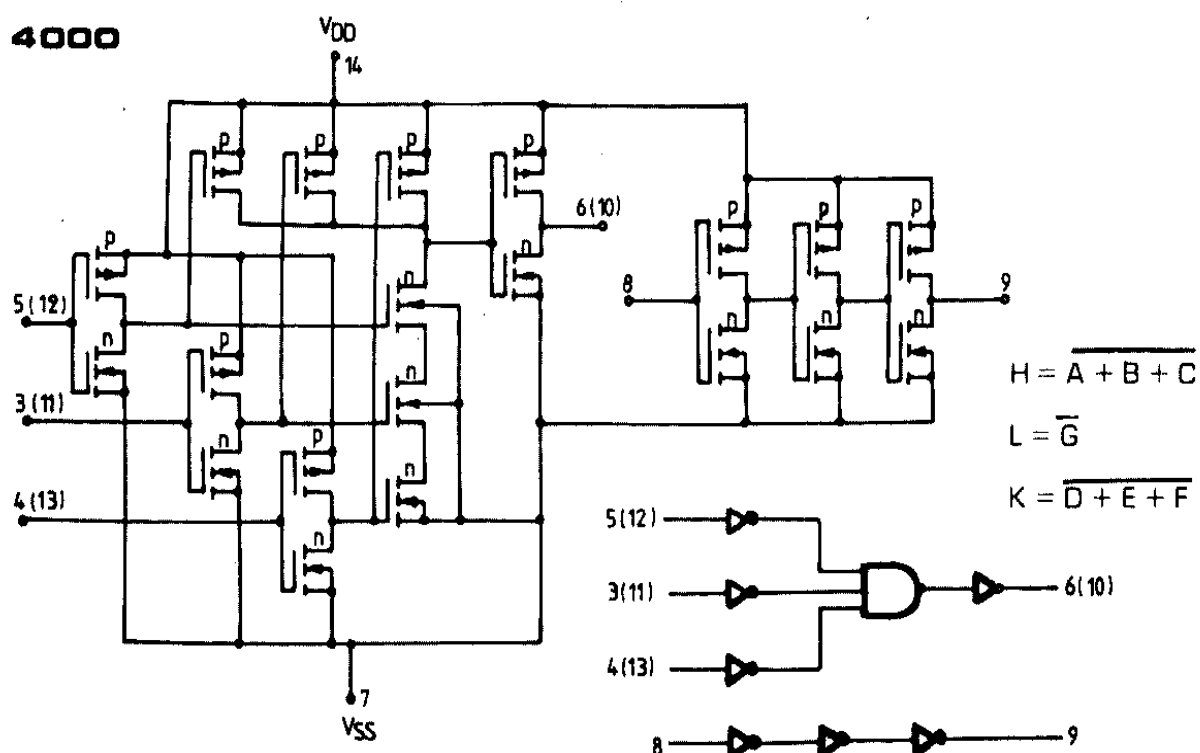 4000
VDD
14
p
p
p
p
6(10)
n
p
p
p
p
n
8
9
5(12)
n
p
n
n
n
n
3(11)
n
p
n
4(13)
n
7
VSS
H = A + B + C
L = G
K = D + E + F
5(12)
3(11)
6(10)
4(13)
8
9